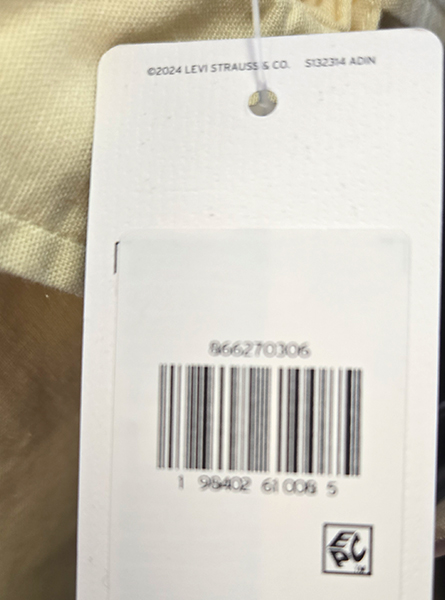 ©2024 LEVI STRAUSS & CO. S132314 ADIN
866270306
1 98402 61008 5
EPC